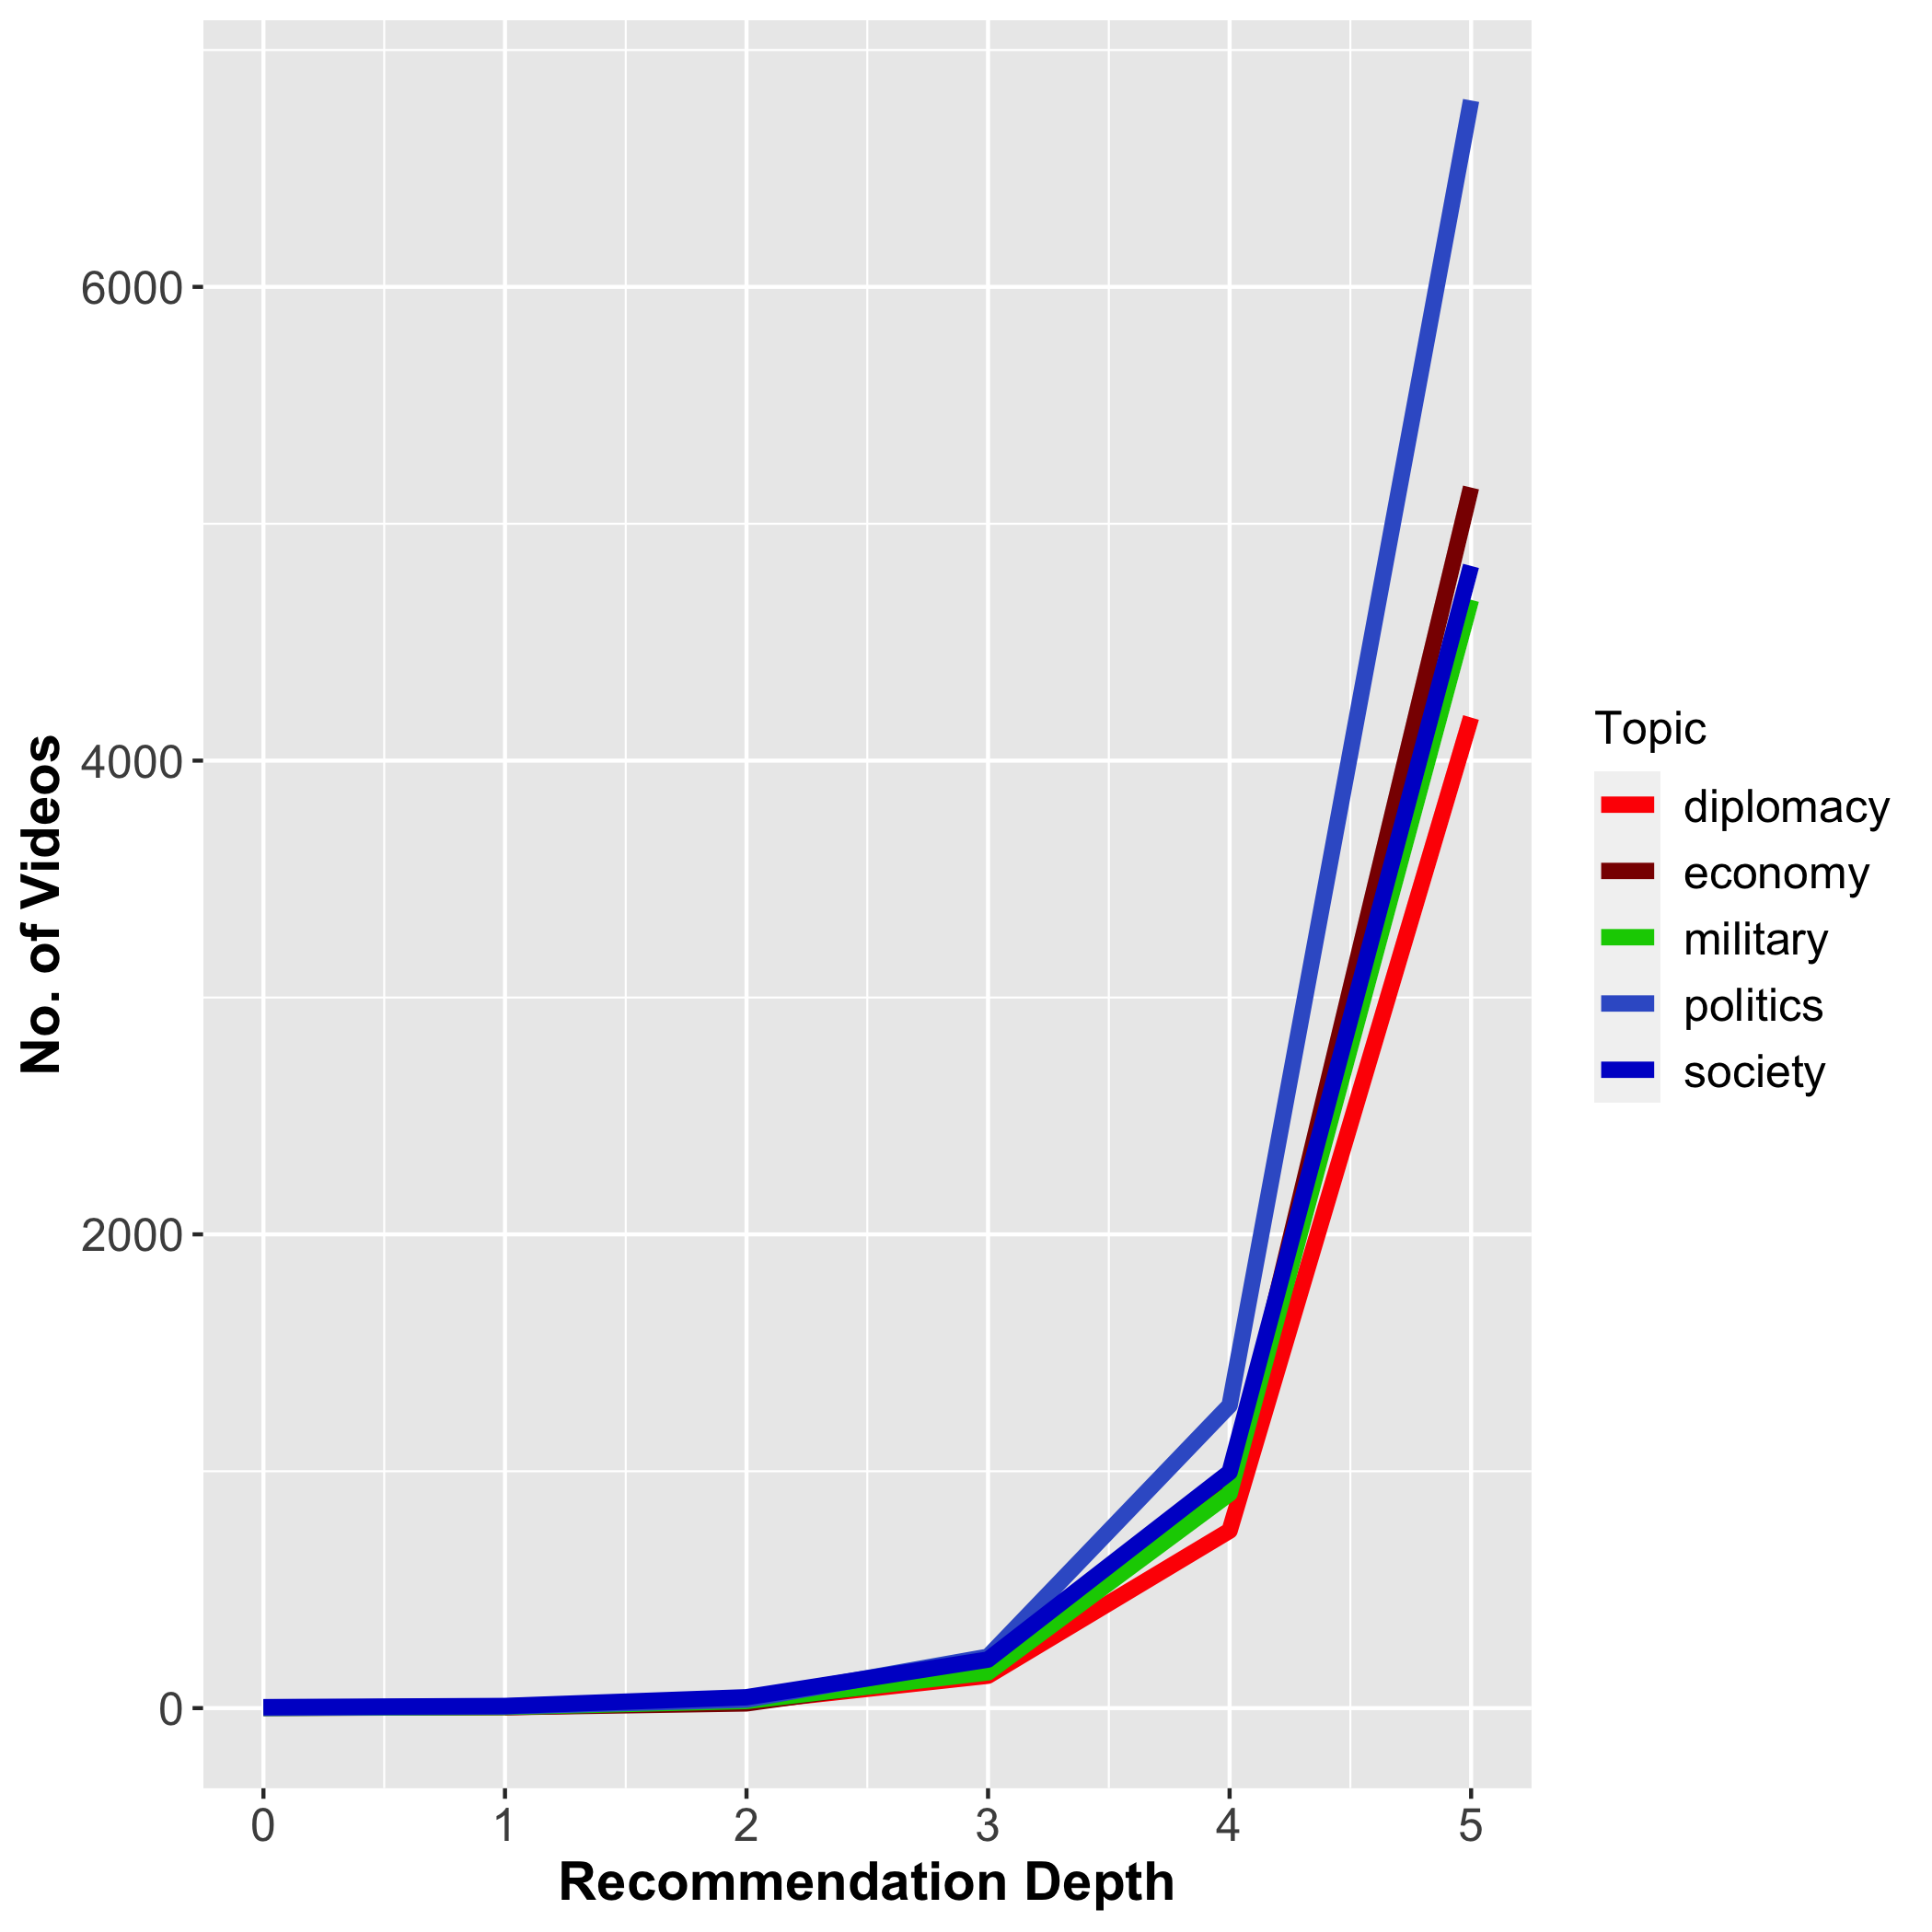 6000
4000
2000
0
No. of Videos
0 1 2 3 4 5
Recommendation Depth
Topic
diplomacy
economy
military
politics
society